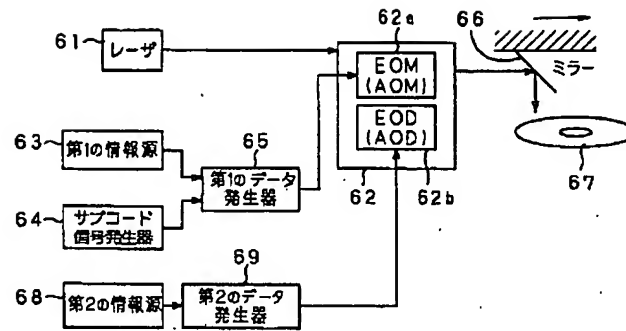 61
レーザ
62a
EOM
(AOM)
EOD
(AOD)
62
62b
66
ミラー
67
63
第1の情報源
64
サブコード
信号発生器
65
第1のデータ
発生器
68
第2の情報源
69
第2のデータ
発生器